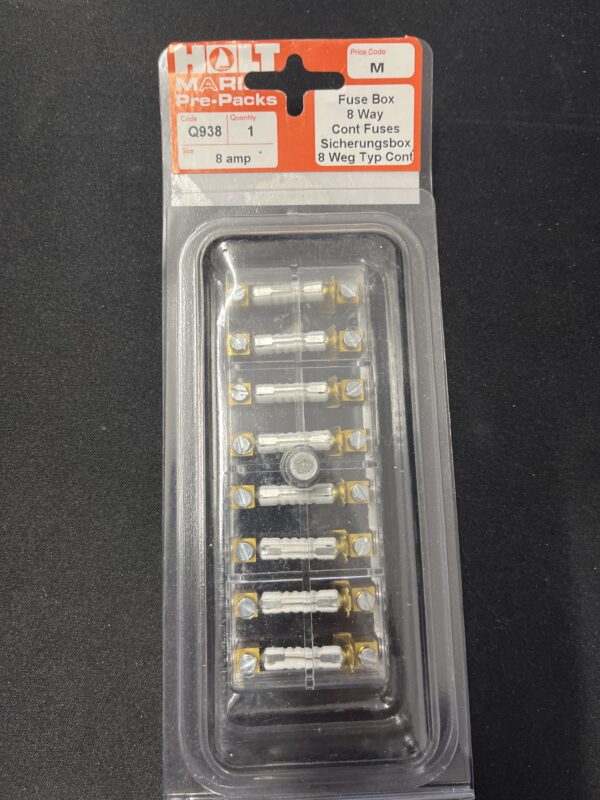 HOLT
MARI
Pre-Packs
Price Code
M
Code
Q938
Quantity
1
Size
8 amp
Fuse Box
8 Way
Cont Fuses
Sicherungsbox
8 Weg Typ Cont